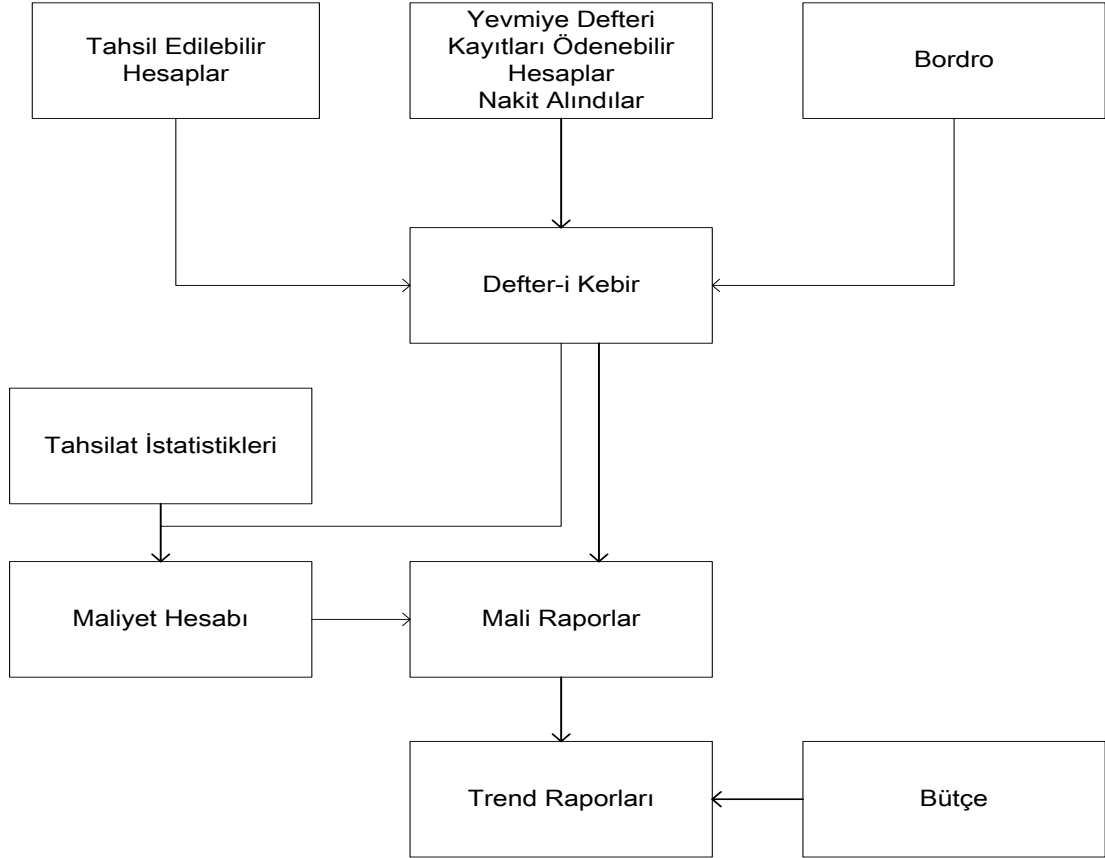 Tahsil Edilebilir
Hesaplar
Yevmiye Defteri
Kayıtları Ödenebilir
Hesaplar
Nakit Alındılar
Bordro
Defter-i Kebir
Tahsilat İstatistikleri
Maliyet Hesabı
Mali Raporlar
Trend Raporları
Bütçe